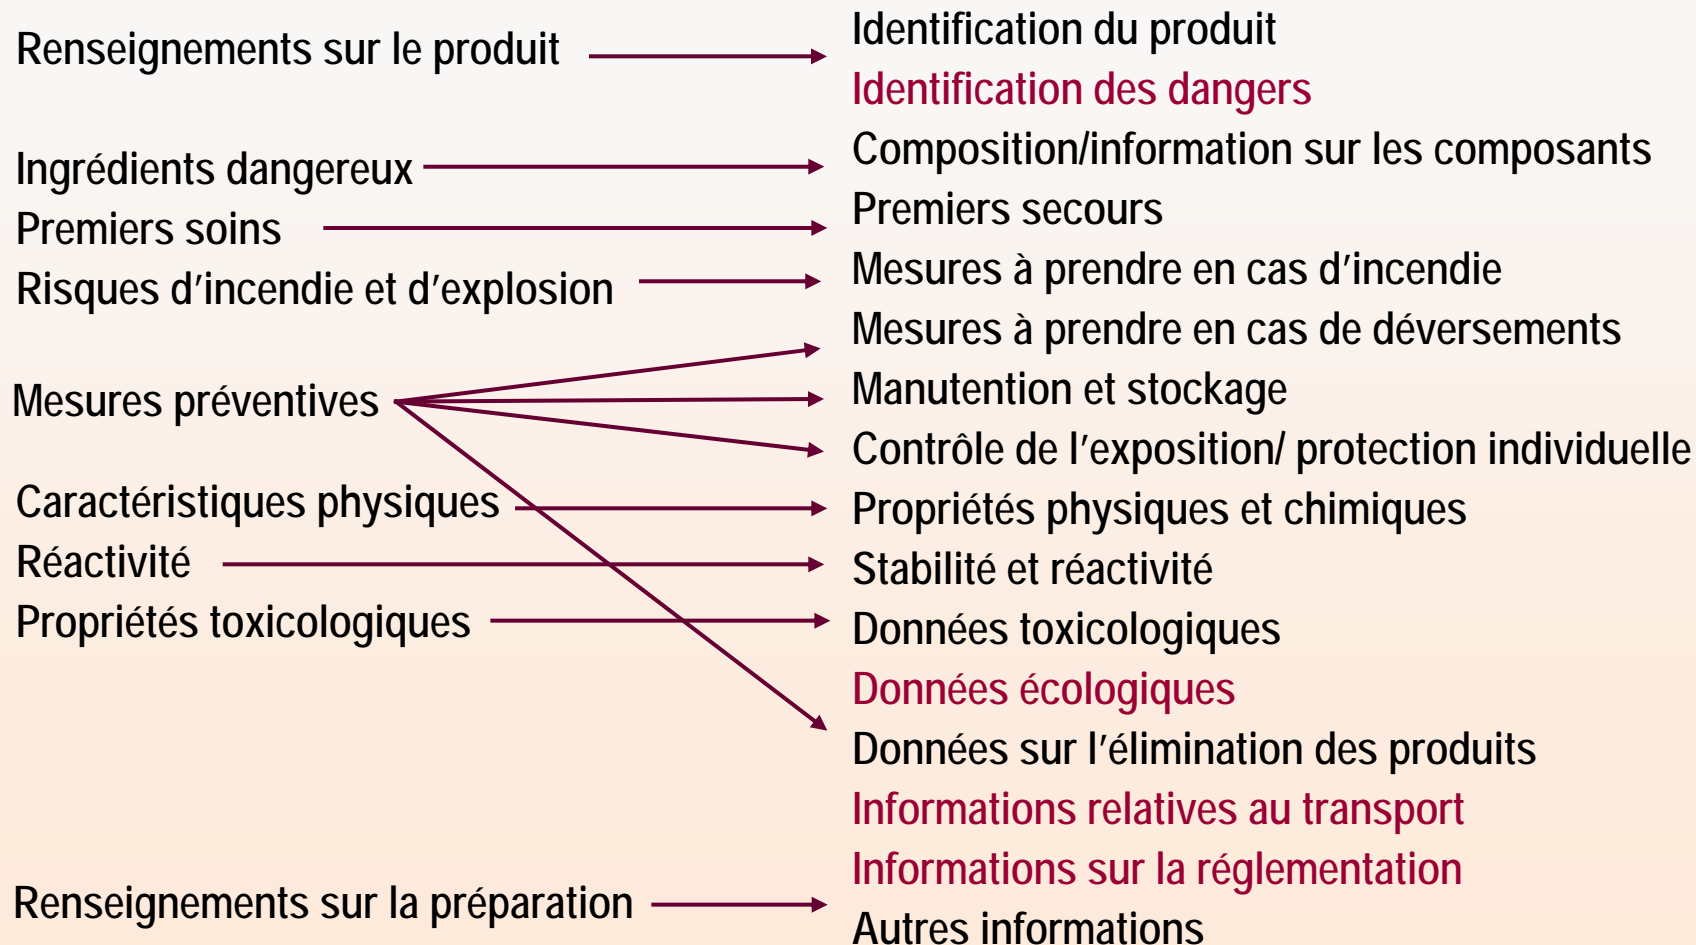 Renseignements sur le produit
Ingrédients dangereux
Premiers soins
Risques d’incendie et d’explosion
Mesures préventives
Caractéristiques physiques
Réactivité
Propriétés toxicologiques
Renseignements sur la préparation
Identification du produit
Identification des dangers
Composition/information sur les composants
Premiers secours
Mesures à prendre en cas d’incendie
Mesures à prendre en cas de déversements
Manutention et stockage
Contrôle de l’exposition/ protection individuelle
Propriétés physiques et chimiques
Stabilité et réactivité
Données toxicologiques
Données écologiques
Données sur l’élimination des produits
Informations relatives au transport
Informations sur la réglementation
Autres informations